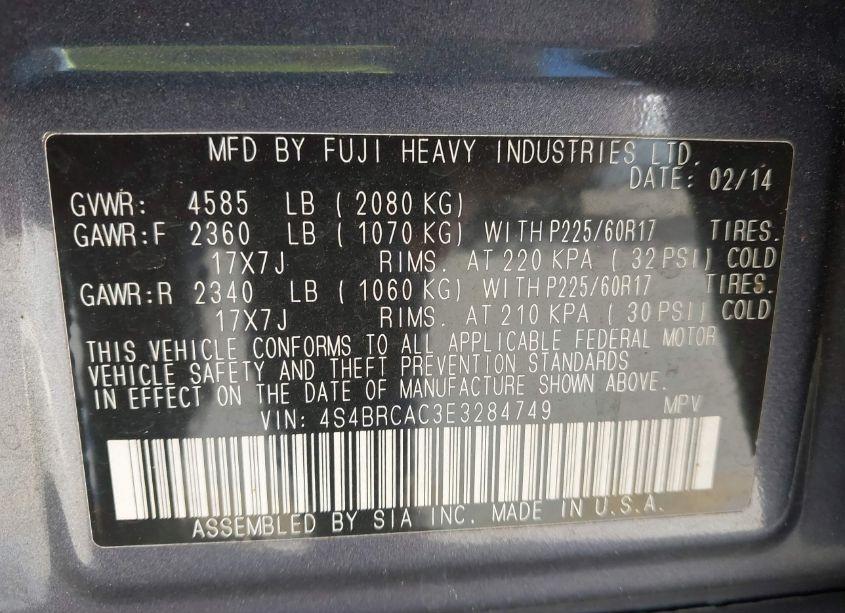 MFD BY FUJI HEAVY INDUSTRIES LTD.
DATE: 02/14
GVWR: 4585 LB ( 2080 KG)
GAWR:F 2360 LB ( 1070 KG) WITH P225/60R17 TIRES.
17X7J RIMS. AT 220 KPA ( 32 PSI) COLD
GAWR:R 2340 LB ( 1060 KG) WITH P225/60R17 TIRES.
17X7J RIMS. AT 210 KPA ( 30 PSI) COLD
THIS VEHICLE CONFORMS TO ALL APPLICABLE FEDERAL MOTOR
VEHICLE SAFETY AND THEFT PREVENTION STANDARDS
IN EFFECT ON THE DATE OF MANUFACTURE SHOWN ABOVE.
VIN: 4S4BRCAC3E3284749 MPV
ASSEMBLED BY SIA INC. MADE IN U.S.A.